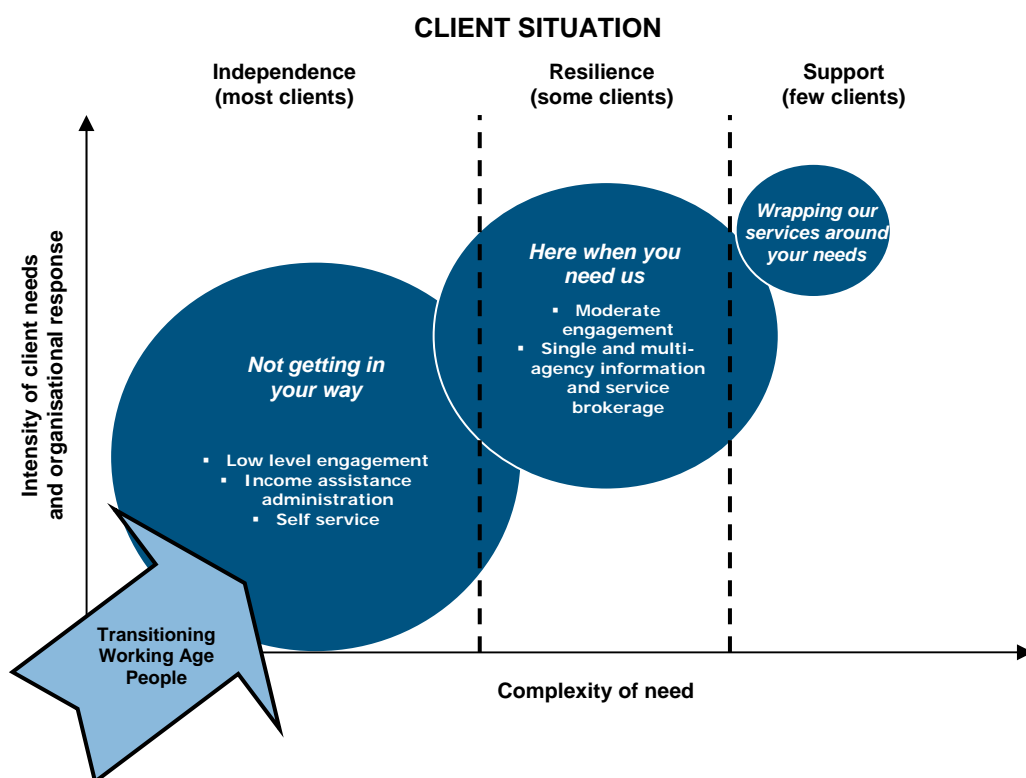 CLIENT SITUATION
Independence
(most clients)
Resilience
(some clients)
Support
(few clients)
Intensity of client needs
and organisational response
Wrapping our
services around
your needs
Here when you
need us
▪ Moderate
engagement
▪ Single and multi-
agency information
and service
brokerage
Not getting in
your way
▪ Low level engagement
▪ Income assistance
administration
▪ Self service
Transitioning
Working Age
People
Complexity of need